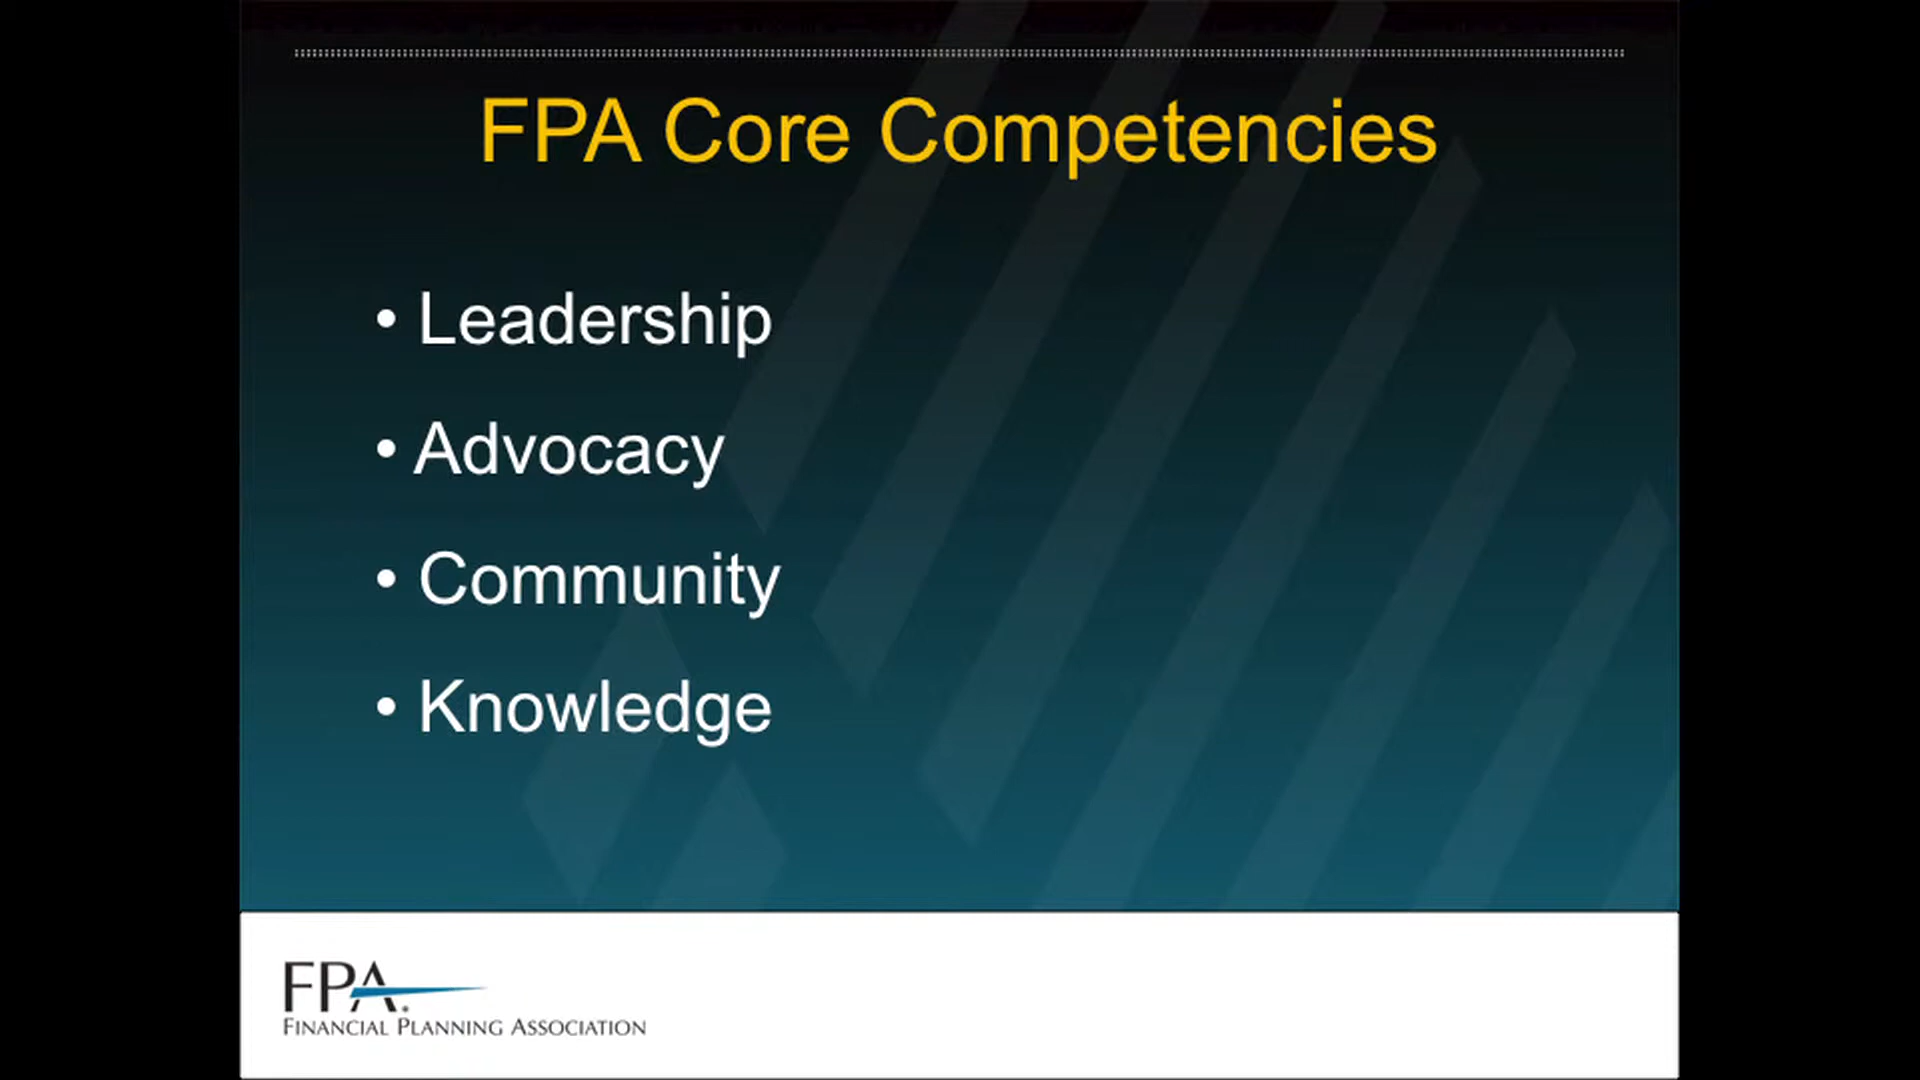 FPA Core Competencies
• Leadership
• Advocacy
• Community
• Knowledge
FPA.
FINANCIAL PLANNING ASSOCIATION